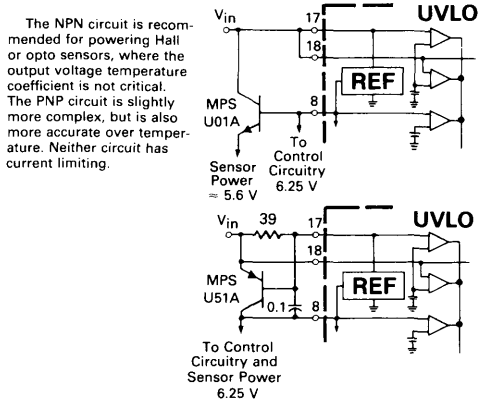 The NPN circuit is recom-
mended for powering Hall
or opto sensors, where the
output voltage temperature
coefficient is not critical.
The PNP circuit is slightly
more complex, but is also
more accurate over temper-
ature. Neither circuit has
current limiting.
Vin
17
UVLO
18
REF
MPS
U01A
8
To
Control
Circuitry
6.25 V
Sensor
Power
≈ 5.6 V
Vin
39
17
UVLO
18
MPS
U51A
REF
0.1
8
To Control
Circuitry and
Sensor Power
6.25 V